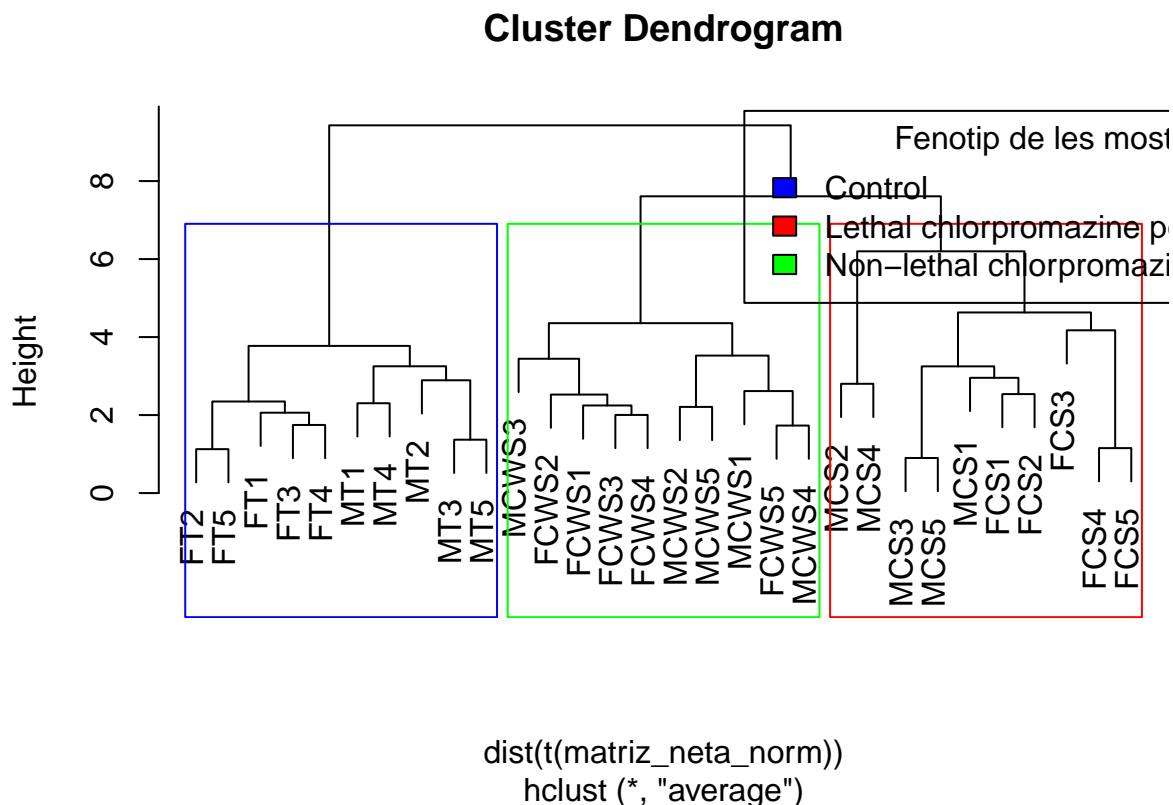 Cluster Dendrogram
Fenotip de les most
Control
Lethal chlorpromazine p
Non−lethal chlorpromazi
Height
8
6
4
2
0
FT2
FT5
FT1
FT3
FT4
MT1
MT4
MT2
MT3
MT5
MCWS3
FCWS2
FCWS1
FCWS3
FCWS4
MCWS2
MCWS5
MCWS1
FCWS5
MCWS4
MCS2
MCS4
MCS3
MCS5
MCS1
FCS1
FCS2
FCS3
FCS4
FCS5
dist(t(matriz_neta_norm))
hclust (*, "average")